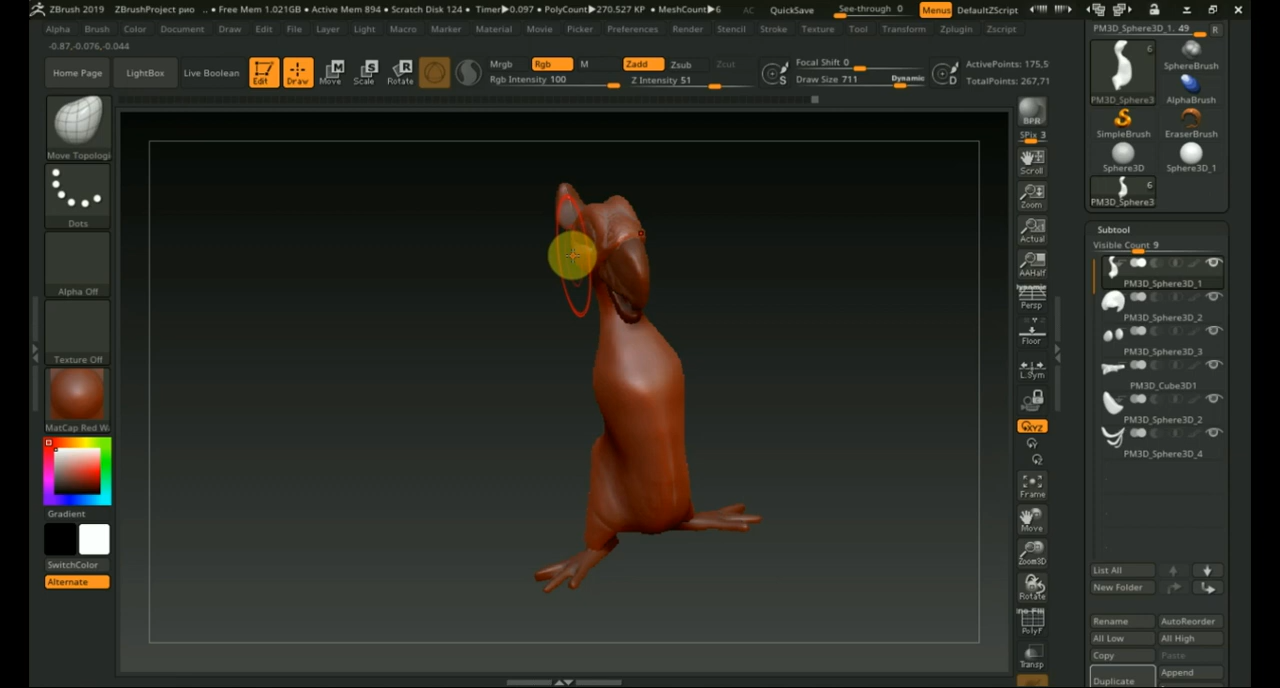 ZBrush 2019 ZBrushProject рио .. • Free Mem 1.021GB • Active Mem 894 • Scratch Disk 124 • Timer▶0.097 • PolyCount▶270.527 KP • MeshCount▶6 AC QuickSave See-through 0 Menus DefaultZScript
Alpha Brush Color Document Draw Edit File Layer Light Macro Marker Material Movie Picker Preferences Render Stencil Stroke Texture Tool Transform Zplugin Zscript
-0.87,-0.076,-0.044
Home Page LightBox Live Boolean Edit Draw Move Scale Rotate
Mrgb Rgb M Zadd Zsub Zcut
Rgb Intensity 100 Z Intensity 51
Focal Shift 0
Draw Size 711 Dynamic
ActivePoints: 175,5
TotalPoints: 267,71
Move Topologi
Dots
Alpha Off
Texture Off
MatCap Red W
Gradient
SwitchColor
Alternate
BPR
SPix 3
Scroll
Zoom
Actual
AAHalf
Dynamic
Persp
Floor
L.Sym
XYZ
Frame
Move
Zoom3D
Rotate
PolyF
Transp
PM3D_Sphere3D_1. 49 R
6
PM3D_Sphere3
SphereBrush
AlphaBrush
SimpleBrush
EraserBrush
Sphere3D
Sphere3D_1
6
PM3D_Sphere3
Subtool
Visible Count 9
PM3D_Sphere3D_1
PM3D_Sphere3D_2
PM3D_Sphere3D_3
PM3D_Cube3D1
PM3D_Sphere3D_2
PM3D_Sphere3D_4
List All
New Folder
Rename AutoReorder
All Low All High
Copy Paste
Duplicate Append